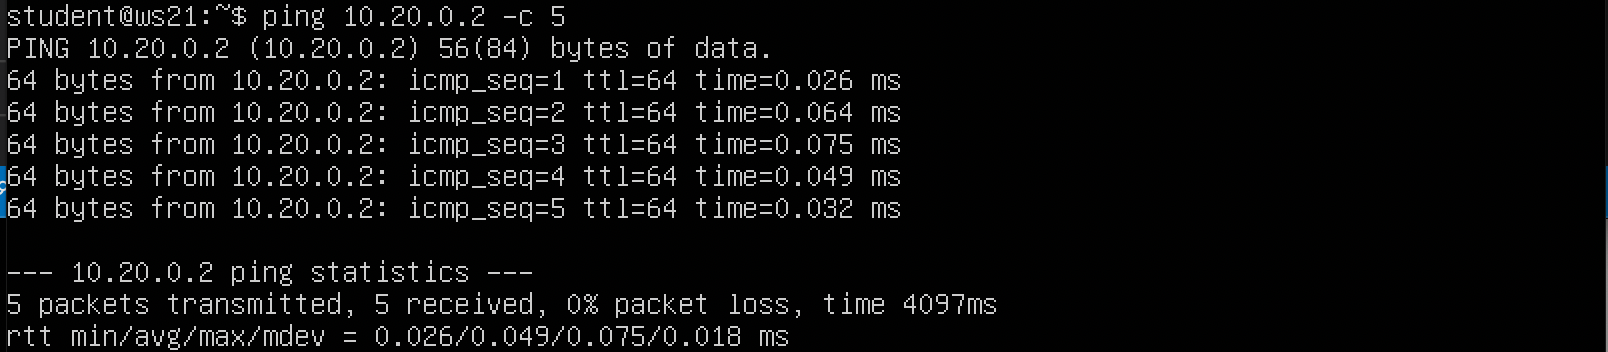 student@ws21:~$ ping 10.20.0.2 -c 5
PING 10.20.0.2 (10.20.0.2) 56(84) bytes of data.
64 bytes from 10.20.0.2: icmp_seq=1 ttl=64 time=0.026 ms
64 bytes from 10.20.0.2: icmp_seq=2 ttl=64 time=0.064 ms
64 bytes from 10.20.0.2: icmp_seq=3 ttl=64 time=0.075 ms
64 bytes from 10.20.0.2: icmp_seq=4 ttl=64 time=0.049 ms
64 bytes from 10.20.0.2: icmp_seq=5 ttl=64 time=0.032 ms

--- 10.20.0.2 ping statistics ---
5 packets transmitted, 5 received, 0% packet loss, time 4097ms
rtt min/avg/max/mdev = 0.026/0.049/0.075/0.018 ms